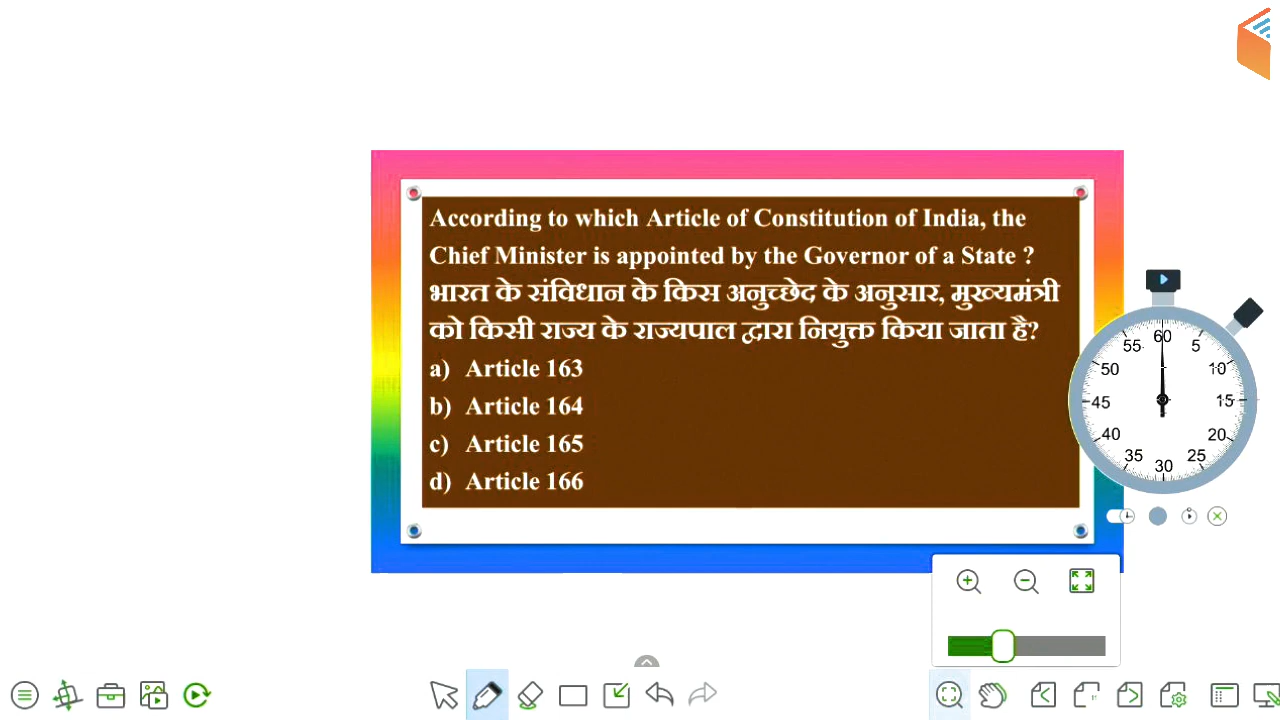 According to which Article of Constitution of India, the
Chief Minister is appointed by the Governor of a State ?
भारत के संविधान के किस अनुच्छेद के अनुसार, मुख्यमंत्री
को किसी राज्य के राज्यपाल द्वारा नियुक्त किया जाता है?
a) Article 163
b) Article 164
c) Article 165
d) Article 166
60
55 5
50 10
45 15
40 20
35 25
30